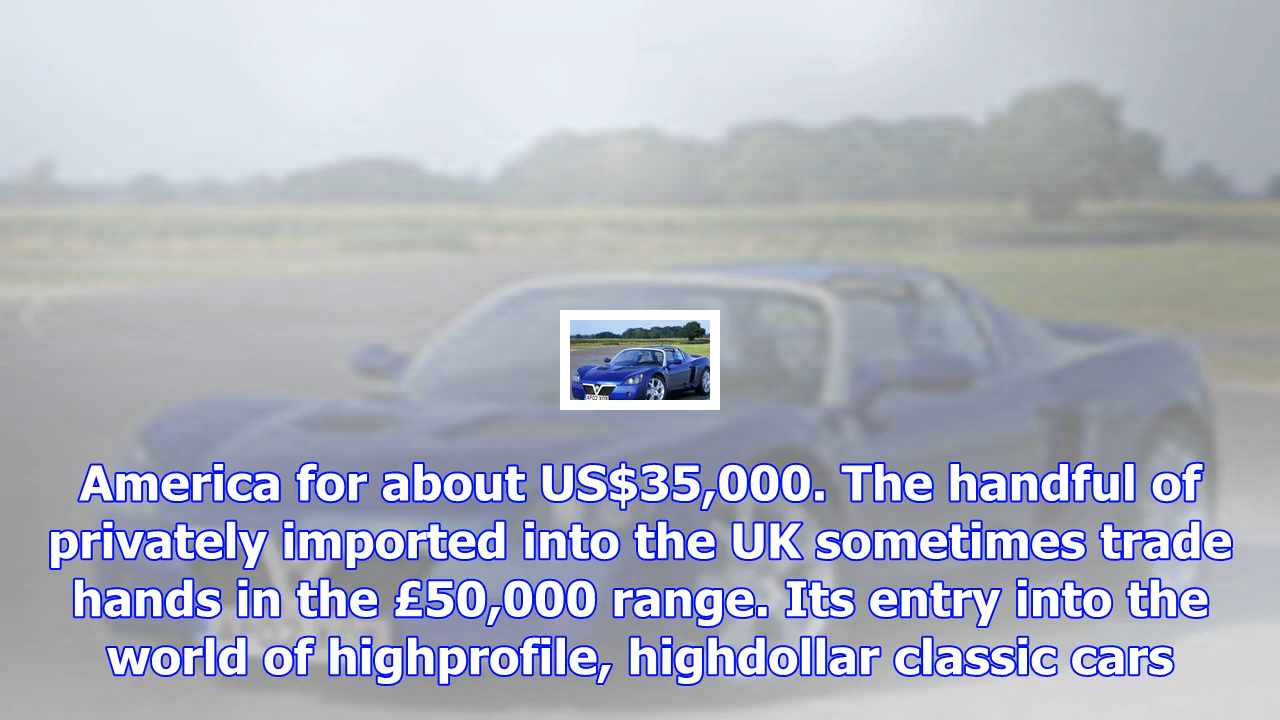 America for about US$35,000. The handful of
privately imported into the UK sometimes trade
hands in the £50,000 range. Its entry into the
world of highprofile, highdollar classic cars